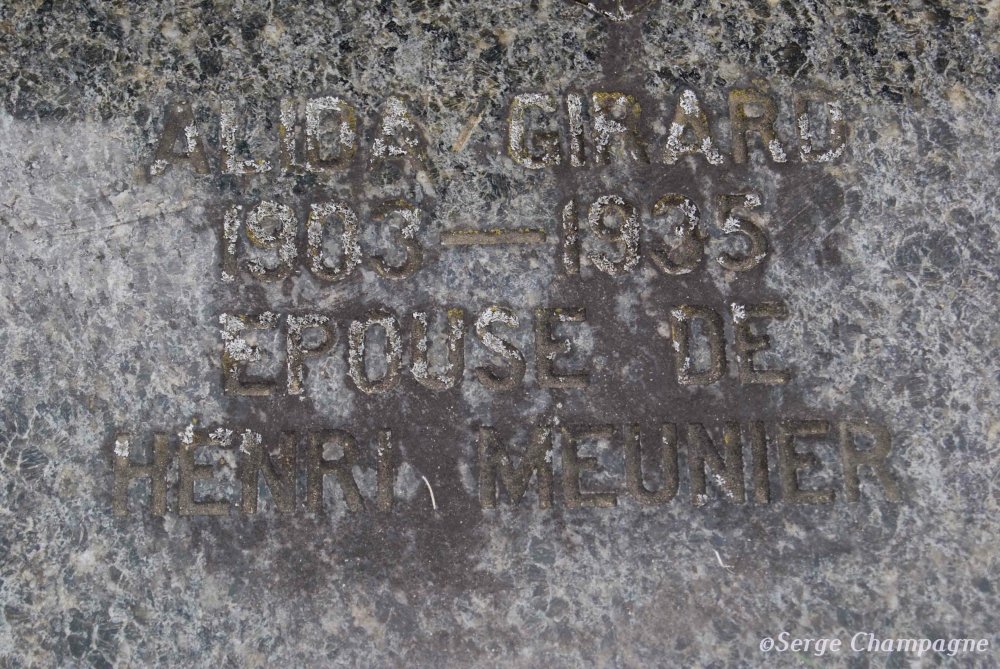 ALIDA GIRARD
1903 — 1935
EPOUSE DE
HENRI MEUNIER
©Serge Champagne